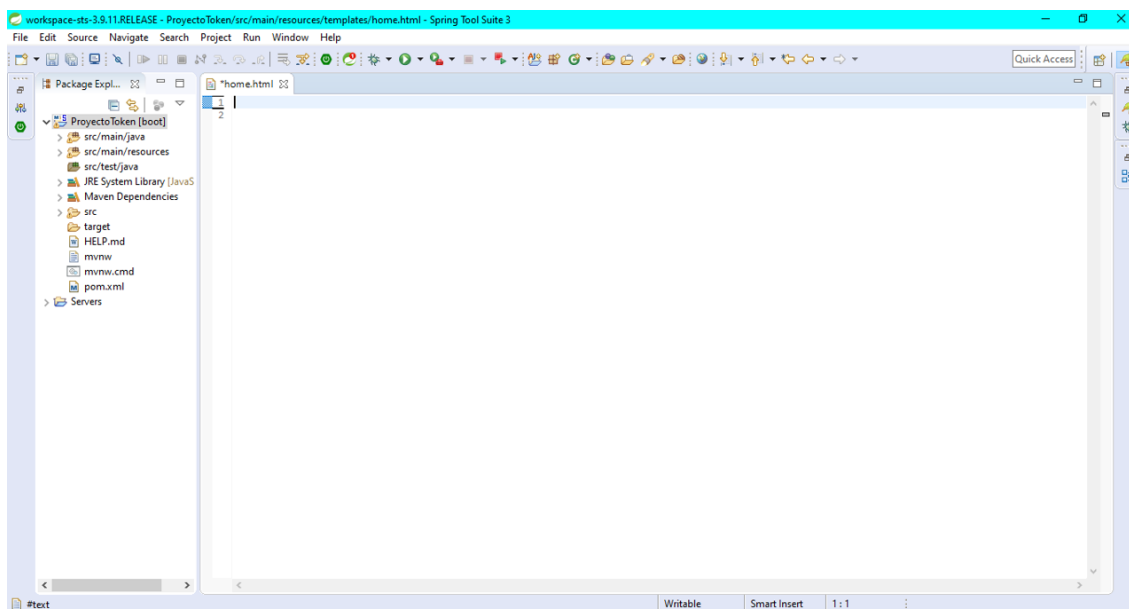 workspace-sts-3.9.11.RELEASE - ProyectoToken/src/main/resources/templates/home.html - Spring Tool Suite 3
File Edit Source Navigate Search Project Run Window Help
Quick Access
Package Expl...
*home.html
1
2
ProyectoToken [boot]
src/main/java
src/main/resources
src/test/java
JRE System Library [JavaS
Maven Dependencies
src
target
HELP.md
mvnw
mvnw.cmd
pom.xml
Servers
#text
Writable
Smart Insert
1 : 1